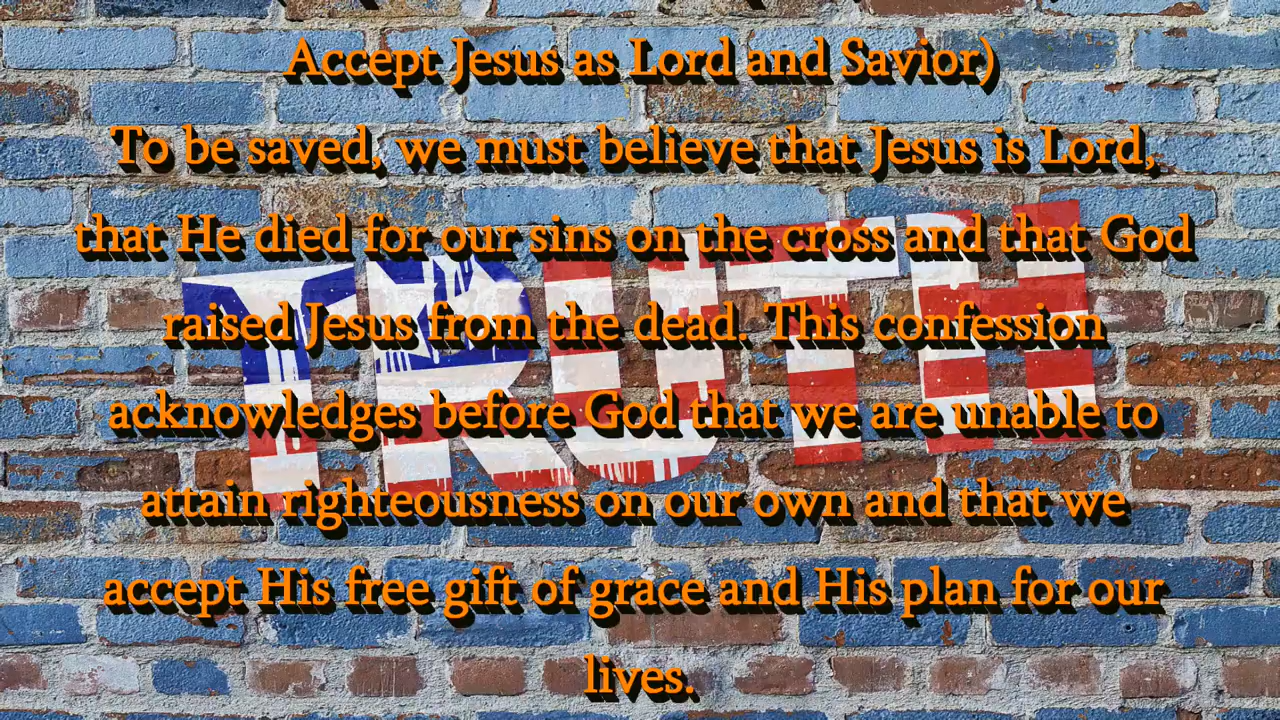 Accept Jesus as Lord and Savior)
To be saved, we must believe that Jesus is Lord,
that He died for our sins on the cross and that God
raised Jesus from the dead. This confession
acknowledges before God that we are unable to
attain righteousness on our own and that we
accept His free gift of grace and His plan for our
lives.
TRUTH